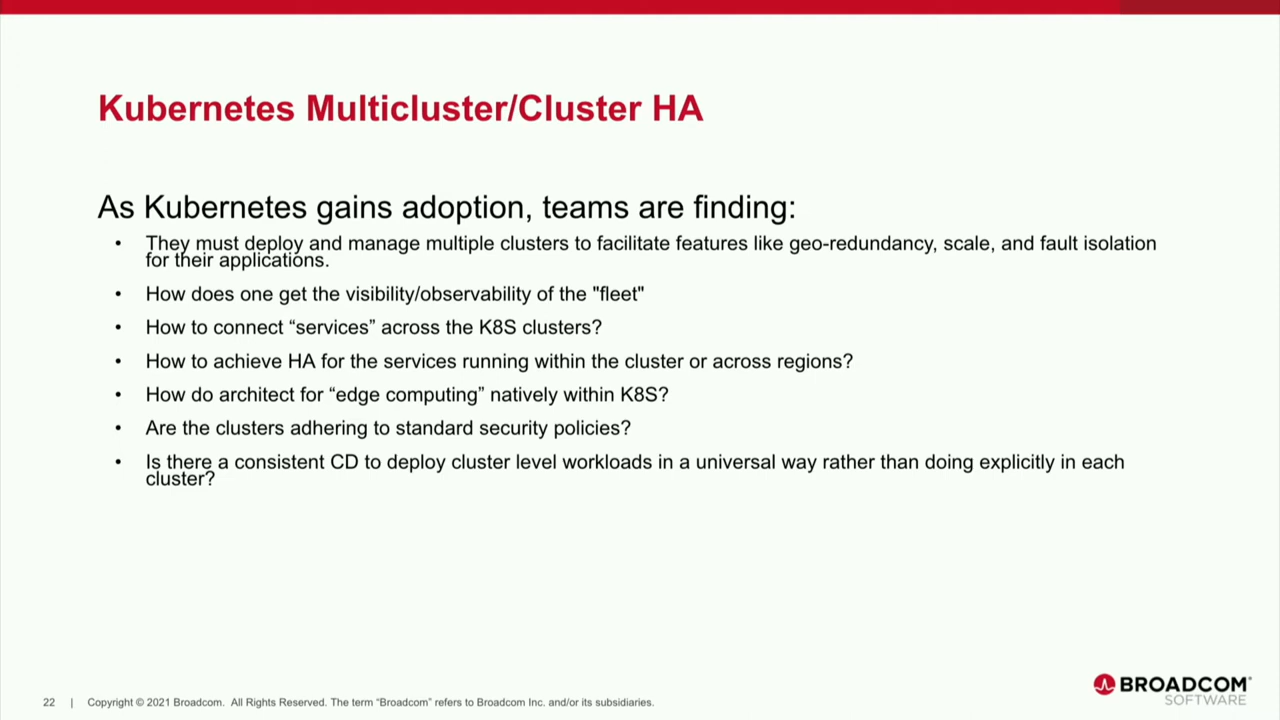 Kubernetes Multicluster/Cluster HA
As Kubernetes gains adoption, teams are finding:
• They must deploy and manage multiple clusters to facilitate features like geo-redundancy, scale, and fault isolation
for their applications.
• How does one get the visibility/observability of the "fleet"
• How to connect “services” across the K8S clusters?
• How to achieve HA for the services running within the cluster or across regions?
• How do architect for “edge computing” natively within K8S?
• Are the clusters adhering to standard security policies?
• Is there a consistent CD to deploy cluster level workloads in a universal way rather than doing explicitly in each
cluster?
22 | Copyright © 2021 Broadcom. All Rights Reserved. The term “Broadcom” refers to Broadcom Inc. and/or its subsidiaries.
BROADCOM®
SOFTWARE